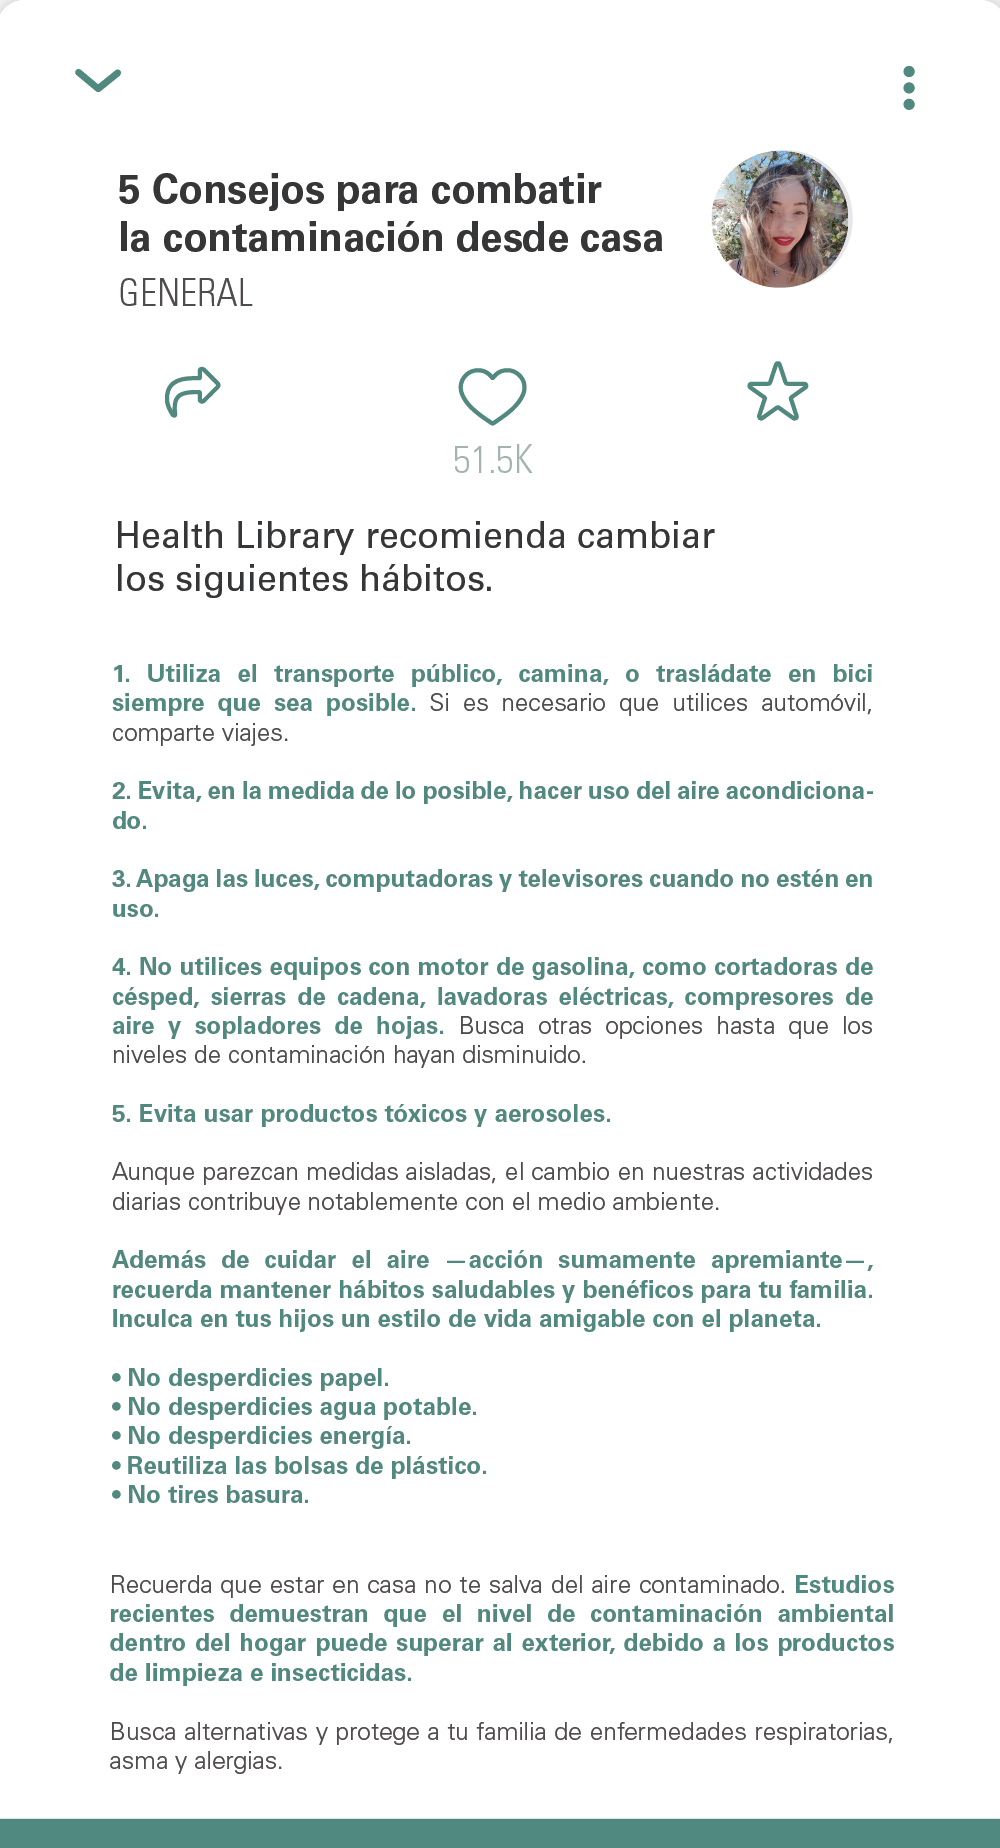 5 Consejos para combatir
la contaminación desde casa
GENERAL
51.5K
Health Library recomienda cambiar
los siguientes hábitos.
1. Utiliza el transporte público, camina, o trasládate en bici
siempre que sea posible. Si es necesario que utilices automóvil,
comparte viajes.
2. Evita, en la medida de lo posible, hacer uso del aire acondiciona-
do.
3. Apaga las luces, computadoras y televisores cuando no estén en
uso.
4. No utilices equipos con motor de gasolina, como cortadoras de
césped, sierras de cadena, lavadoras eléctricas, compresores de
aire y sopladores de hojas. Busca otras opciones hasta que los
niveles de contaminación hayan disminuido.
5. Evita usar productos tóxicos y aerosoles.
Aunque parezcan medidas aisladas, el cambio en nuestras actividades
diarias contribuye notablemente con el medio ambiente.
Además de cuidar el aire —acción sumamente apremiante—,
recuerda mantener hábitos saludables y benéficos para tu familia.
Inculca en tus hijos un estilo de vida amigable con el planeta.
• No desperdicies papel.
• No desperdicies agua potable.
• No desperdicies energía.
• Reutiliza las bolsas de plástico.
• No tires basura.
Recuerda que estar en casa no te salva del aire contaminado. Estudios
recientes demuestran que el nivel de contaminación ambiental
dentro del hogar puede superar al exterior, debido a los productos
de limpieza e insecticidas.
Busca alternativas y protege a tu familia de enfermedades respiratorias,
asma y alergias.